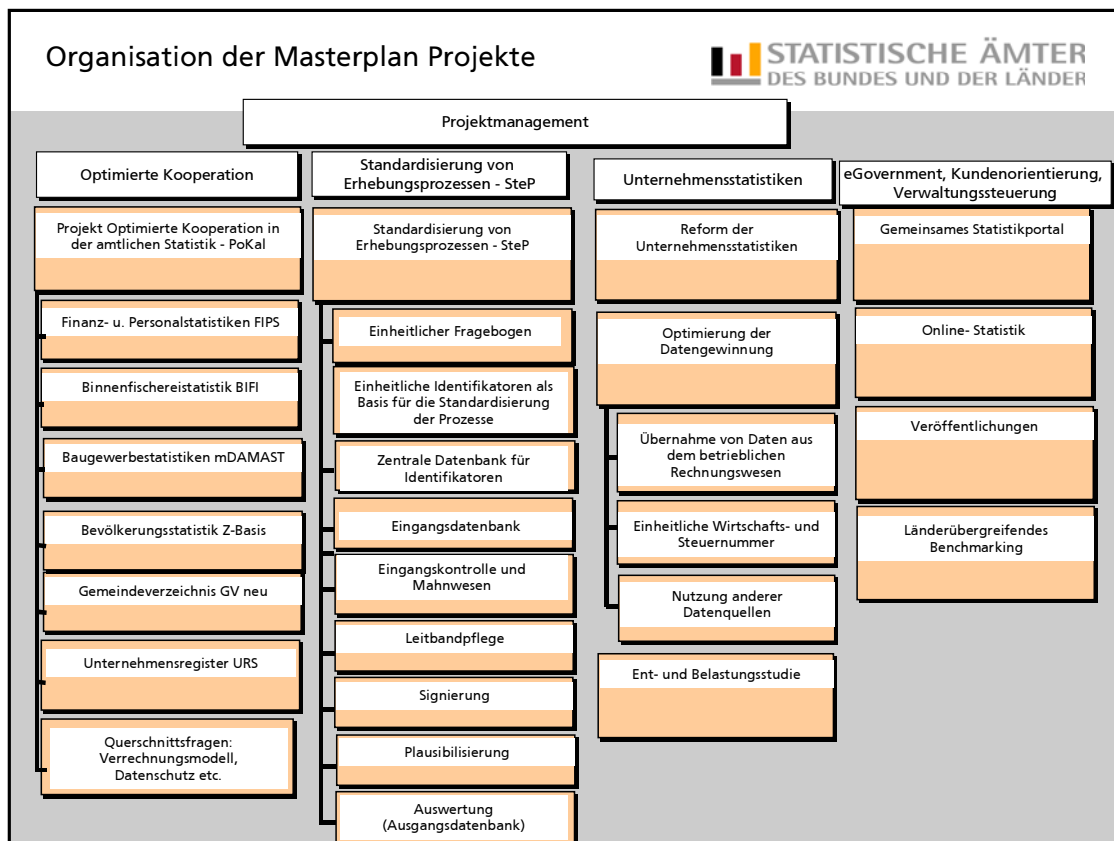 Organisation der Masterplan Projekte
STATISTISCHE ÄMTER
DES BUNDES UND DER LÄNDER
Projektmanagement
Optimierte Kooperation
Projekt Optimierte Kooperation in
der amtlichen Statistik - PoKal
Finanz- u. Personalstatistiken FIPS
Binnenfischereistatistik BIFI
Baugewerbestatistiken mDAMAST
Bevölkerungsstatistik Z-Basis
Gemeindeverzeichnis GV neu
Unternehmensregister URS
Querschnittsfragen:
Verrechnungsmodell,
Datenschutz etc.
Standardisierung von
Erhebungsprozessen - SteP
Standardisierung von
Erhebungsprozessen - SteP
Einheitlicher Fragebogen
Einheitliche Identifikatoren als
Basis für die Standardisierung
der Prozesse
Zentrale Datenbank für
Identifikatoren
Eingangsdatenbank
Eingangskontrolle und
Mahnwesen
Leitbandpflege
Signierung
Plausibilisierung
Auswertung
(Ausgangsdatenbank)
Unternehmensstatistiken
Reform der
Unternehmensstatistiken
Optimierung der
Datengewinnung
Übernahme von Daten aus
dem betrieblichen
Rechnungswesen
Einheitliche Wirtschafts- und
Steuernummer
Nutzung anderer
Datenquellen
Ent- und Belastungsstudie
eGovernment, Kundenorientierung,
Verwaltungssteuerung
Gemeinsames Statistikportal
Online- Statistik
Veröffentlichungen
Länderübergreifendes
Benchmarking